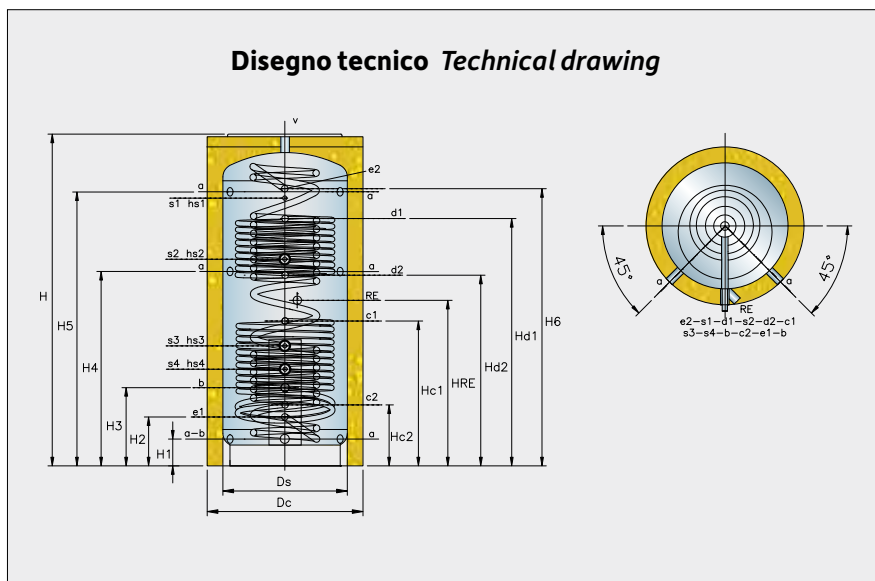 Disegno tecnico Technical drawing
v
e2
a
a
s1 hs1
d1
s2 hs2
a
a
d2
RE
c1
s3 hs3
s4 hs4
b
c2
e1
a-b
a
H
H5
H4
H3
H2
H1
Hc2
Hc1
HRE
Hd2
Hd1
H6
Ds
Dc
45°
45°
a
a
RE
e2-s1-d1-s2-d2-c1
s3-s4-b-c2-e1-b